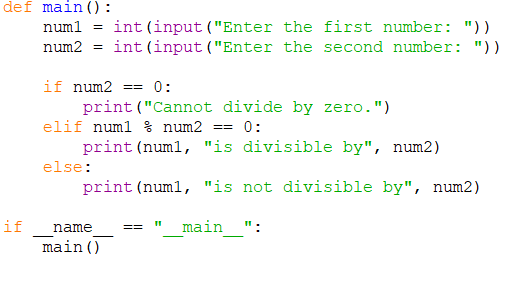 def main():
    num1 = int(input("Enter the first number: "))
    num2 = int(input("Enter the second number: "))

    if num2 == 0:
        print("Cannot divide by zero.")
    elif num1 % num2 == 0:
        print(num1, "is divisible by", num2)
    else:
        print(num1, "is not divisible by", num2)

if __name__ == "__main__":
    main()